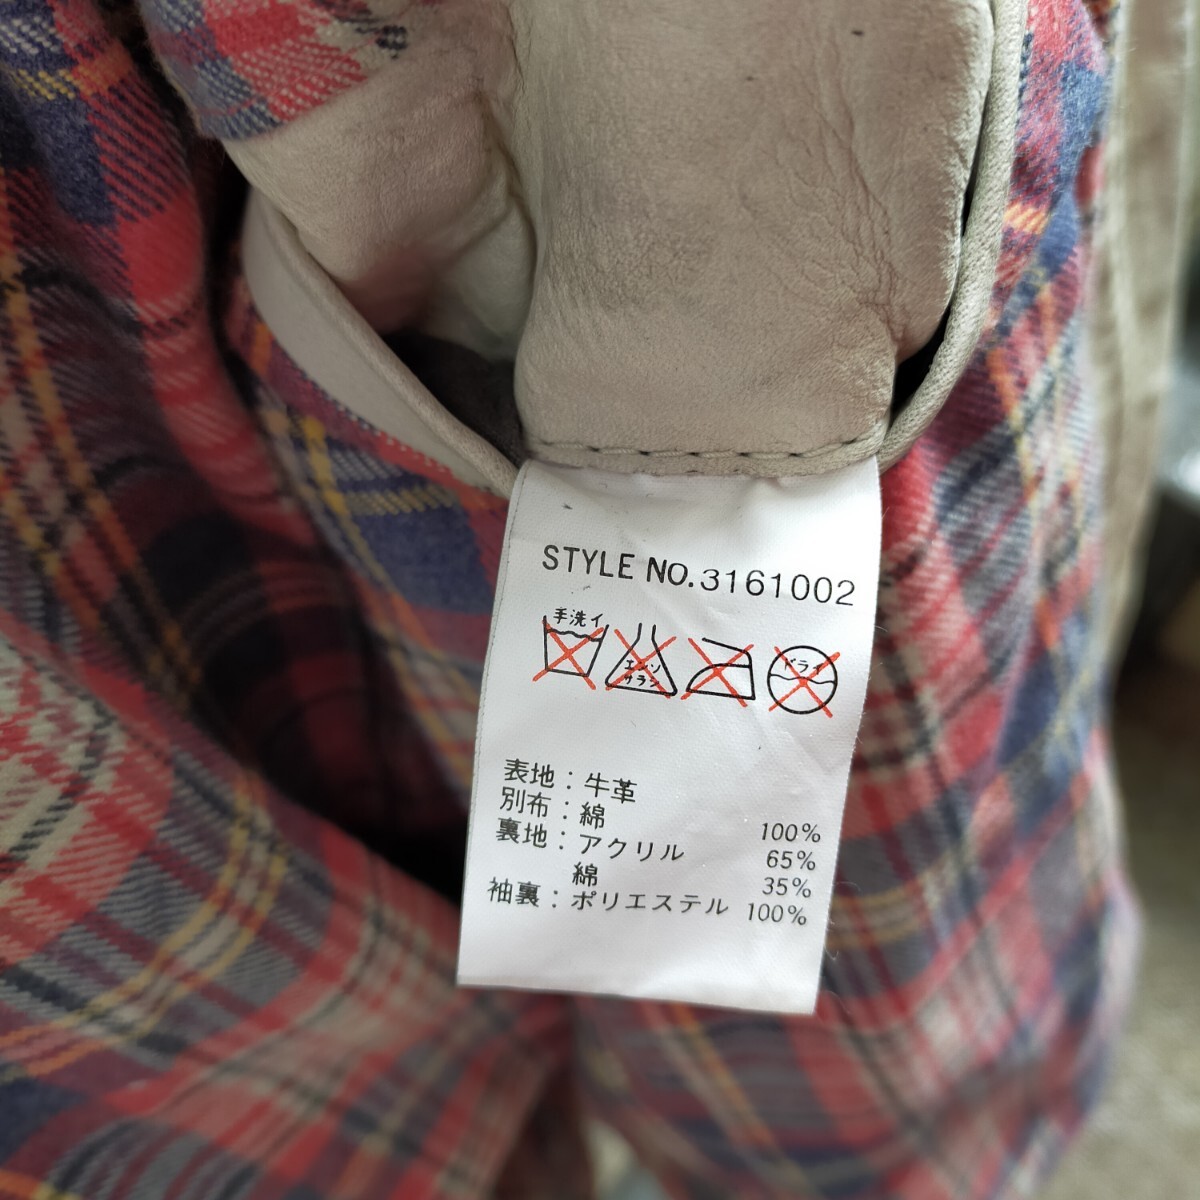 STYLE NO.3161002
手洗イ
エンソ
サラシ
ドライ
表地：牛革
別布：綿 100%
裏地：アクリル 65%
綿 35%
袖裏：ポリエステル 100%